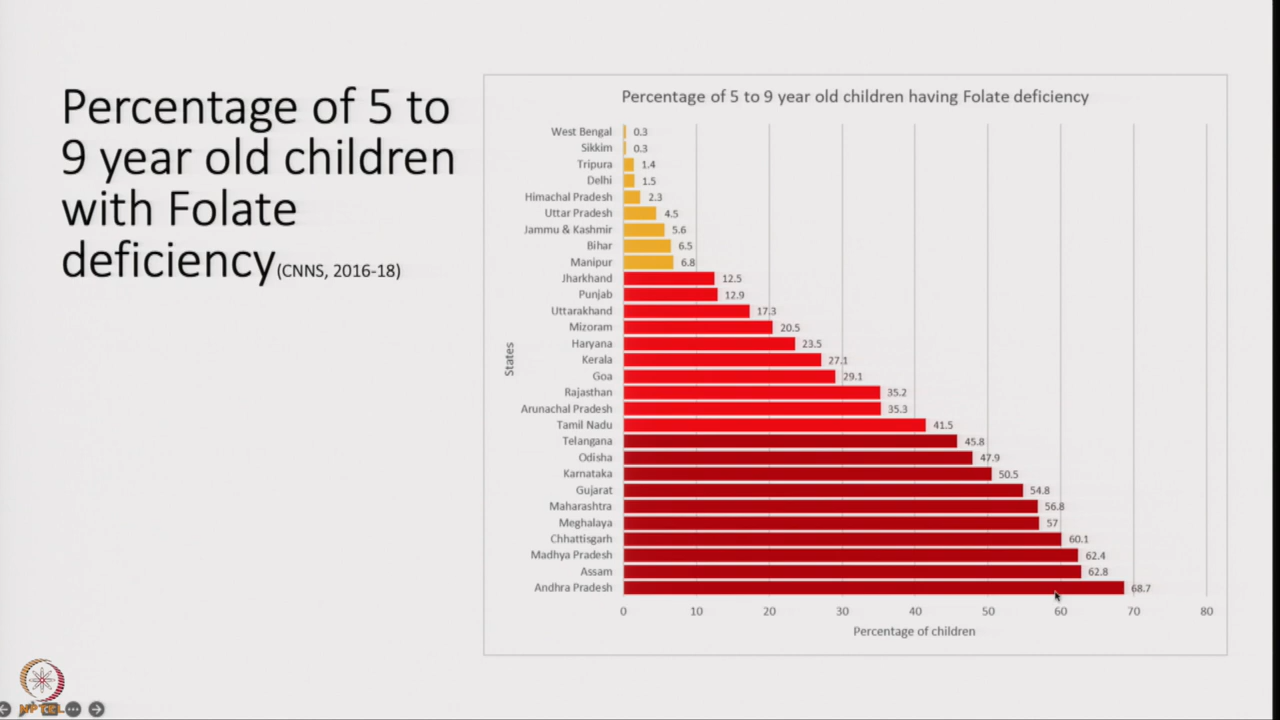 Percentage of 5 to
9 year old children
with Folate
deficiency(CNNS, 2016-18)
Percentage of 5 to 9 year old children having Folate deficiency
States
West Bengal 0.3
Sikkim 0.3
Tripura 1.4
Delhi 1.5
Himachal Pradesh 2.3
Uttar Pradesh 4.5
Jammu & Kashmir 5.6
Bihar 6.5
Manipur 6.8
Jharkhand 12.5
Punjab 12.9
Uttarakhand 17.3
Mizoram 20.5
Haryana 23.5
Kerala 27.1
Goa 29.1
Rajasthan 35.2
Arunachal Pradesh 35.3
Tamil Nadu 41.5
Telangana 45.8
Odisha 47.9
Karnataka 50.5
Gujarat 54.8
Maharashtra 56.8
Meghalaya 57
Chhattisgarh 60.1
Madhya Pradesh 62.4
Assam 62.8
Andhra Pradesh 68.7
0 10 20 30 40 50 60 70 80
Percentage of children